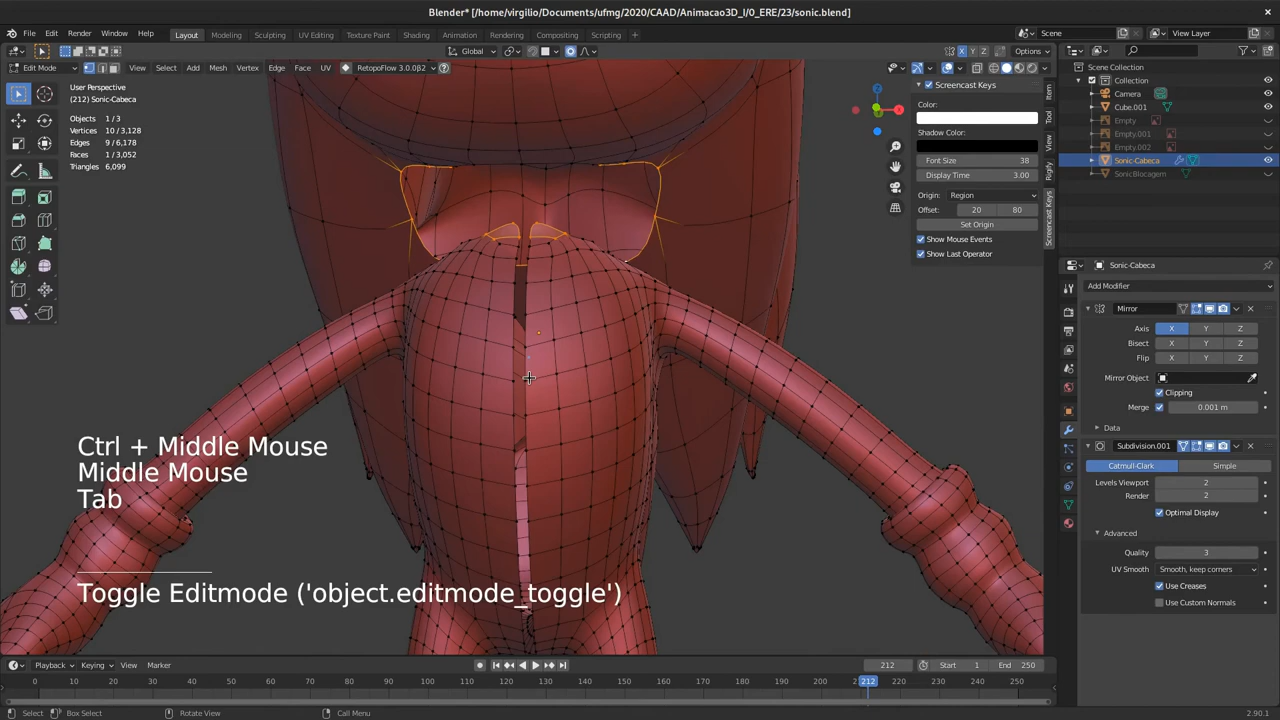 Blender* [/home/virgilio/Documents/ufmg/2020/CAAD/Animacao3D_I/0_ERE/23/sonic.blend]
File Edit Render Window Help Layout Modeling Sculpting UV Editing Texture Paint Shading Animation Rendering Compositing Scripting + Scene View Layer
Global X Y Z Options
Edit Mode View Select Add Mesh Vertex Edge Face UV RetopoFlow 3.0.0β2
Scene Collection
Collection
Camera
Cube.001
Empty
Empty.001
Empty.002
Sonic-Cabeca
SonicBlocagem
User Perspective
(212) Sonic-Cabeca
Objects 1 / 3
Vertices 10 / 3,128
Edges 9 / 6,178
Faces 1 / 3,052
Triangles 6,099
Screencast Keys
Color:
Shadow Color:
Font Size 38
Display Time 3.00
Origin: Region
Offset: 20 80
Set Origin
Show Mouse Events
Show Last Operator
Item
Tool
View
Rigify
Screencast Keys
Sonic-Cabeca
Add Modifier
Mirror
Axis X Y Z
Bisect X Y Z
Flip X Y Z
Mirror Object
Clipping
Merge 0.001 m
Data
Subdivision.001
Catmull-Clark Simple
Levels Viewport 2
Render 2
Optimal Display
Advanced
Quality 3
UV Smooth Smooth, keep corners
Use Creases
Use Custom Normals
Ctrl + Middle Mouse
Middle Mouse
Tab
Toggle Editmode ('object.editmode_toggle')
Playback Keying View Marker 212 Start 1 End 250
0 10 20 30 40 50 60 70 80 90 100 110 120 130 140 150 160 170 180 190 200 212 220 230 240 250
Select Box Select Rotate View Call Menu 2.90.1